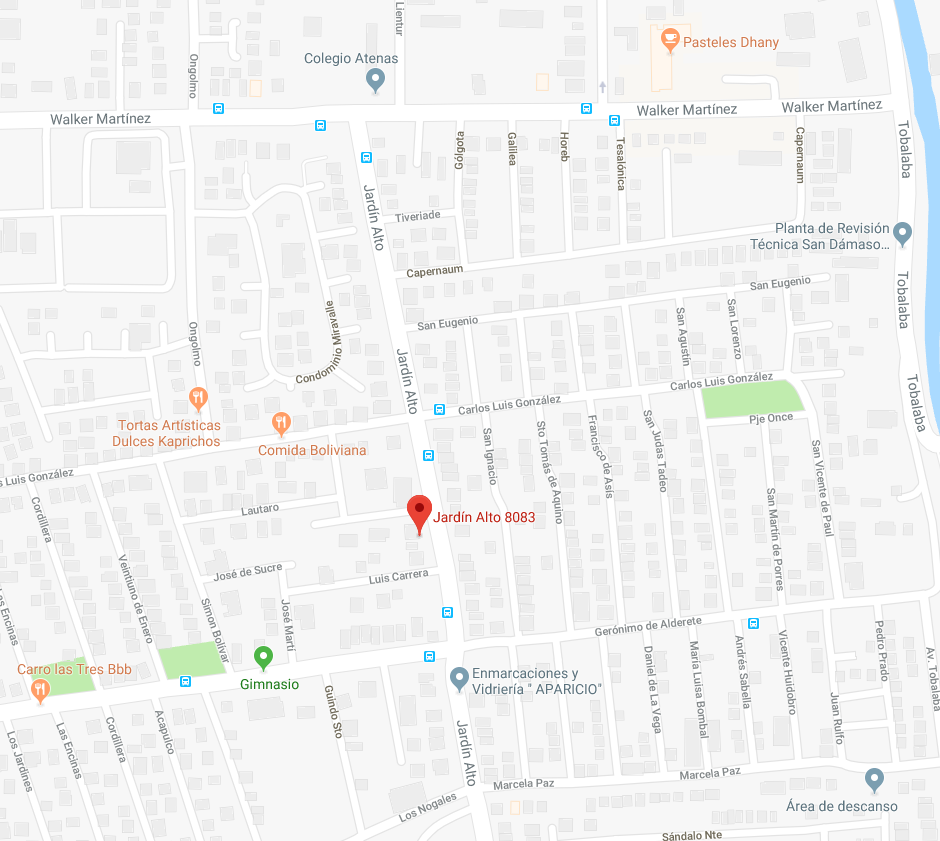 Lientur
Ongolmo
Colegio Atenas
Pasteles Dhany
Walker Martínez
Walker Martínez
Walker Martínez
Tobalaba
Gógota
Galilea
Horeb
Tesalónica
Capernaum
Jardín Alto
Tiveriade
Planta de Revisión
Técnica San Dámaso...
Capernaum
San Eugenio
Tobalaba
San Eugenio
Condominio Miravalle
Ongolmo
San Agustin
San Lorenzo
Jardín Alto
Carlos Luis González
Tobalaba
Carlos Luis González
Tortas Artísticas
Dulces Kaprichos
Comida Boliviana
Pje Once
s Luis González
San Ignacio
Sto Tomás de Aquino
Francisco de Asís
San Judas Tadeo
San Vicente de Paul
San Martín de Porres
Cordillera
Lautaro
Jardín Alto 8083
Veintiuno de Enero
José de Sucre
Luis Carrera
Las Encinas
Simon Bolívar
José Martí
Gerónimo de Alderete
Carro las Tres Bbb
Gimnasio
Enmarcaciones y
Vidriería " APARICIO"
Daniel de La Vega
María Luisa Bombal
Andrés Sabella
Vicente Huidobro
Pedro Prado
Av. Tobalaba
Juan Rulfo
Los Jardines
Las Encinas
Cordillera
Acapulco
Guindo Sto
Jardín Alto
Marcela Paz
Marcela Paz
Los Nogales
Área de descanso
Sándalo Nte